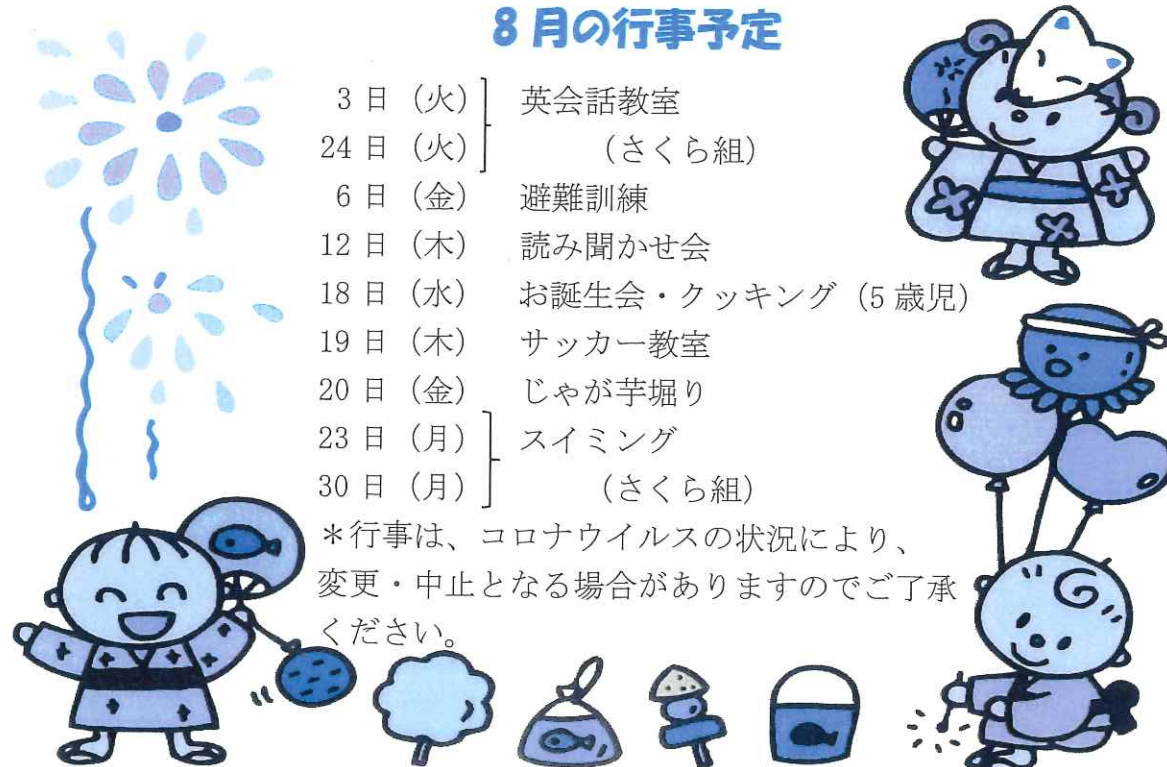 8月の行事予定
3日（火） 英会話教室
24日（火） （さくら組）
6日（金） 避難訓練
12日（木） 読み聞かせ会
18日（水） お誕生会・クッキング（5歳児）
19日（木） サッカー教室
20日（金） じゃが芋堀り
23日（月） スイミング
30日（月） （さくら組）
＊行事は、コロナウイルスの状況により、
変更・中止となる場合がありますのでご了承
ください。